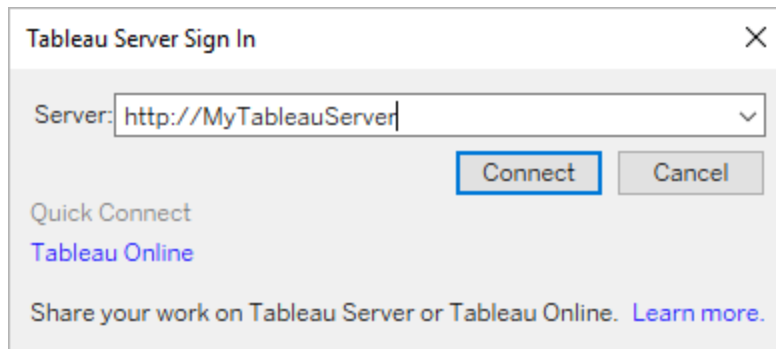 Tableau Server Sign In
Server: http://MyTableauServer
Connect Cancel
Quick Connect
Tableau Online
Share your work on Tableau Server or Tableau Online. Learn more.